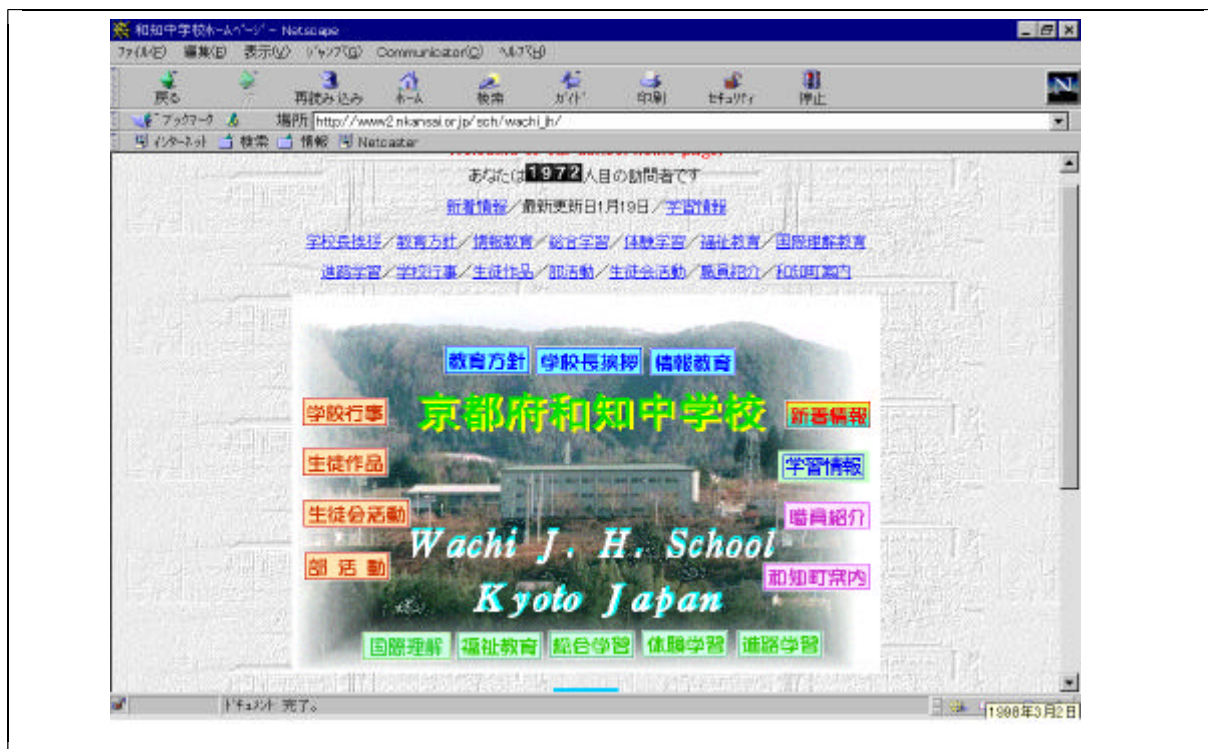 和知中学校ホームページ - Netscape
ファイル(E) 編集(E) 表示(V) ジャンプ(G) Communicator(C) ヘルプ(H)
戻る 再読み込み ホーム 検索 ガイド 印刷 セキュリティ 停止
ブックマーク 場所 http://www2.nkansai.or.jp/sch/wachi_jh/
インターネット 検索 情報 Netcaster
あなたは1972人目の訪問者です
新着情報／最新更新日1月19日／学習情報
学校長挨拶／教育方針／情報教育／総合学習／体験学習／福祉教育／国際理解教育
進路学習／学校行事／生徒作品／部活動／生徒会活動／職員紹介／和知町案内
教育方針 学校長挨拶 情報教育
学校行事 京都府和知中学校 新着情報
生徒作品 学習情報
生徒会活動 職員紹介
Wachi J. H. School
部活動 和知町案内
Kyoto Japan
国際理解 福祉教育 総合学習 体験学習 進路学習
ドキュメント 完了。
1998年3月2日